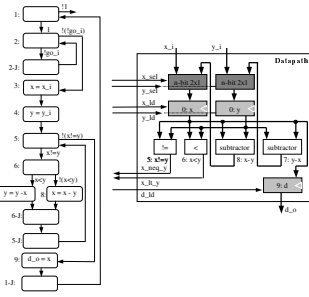 1:
!1
1
2:
!(!go_i)
!go_i
2-J:
3:
x = x_i
4:
y = y_i
5:
!(x!=y)
x!=y
6:
x<y
!(x<y)
y = y -x
8:
x = x - y
6-J:
5-J:
9:
d_o = x
1-J:
x_i
y_i
Datapath
x_sel
n-bit 2x1
n-bit 2x1
y_sel
x_ld
0: x
0: y
y_ld
!=
<
subtractor
subtractor
5: x!=y
6: x<y
8: x-y
7: y-x
x_neq_y
x_lt_y
9: d
d_ld
d_o